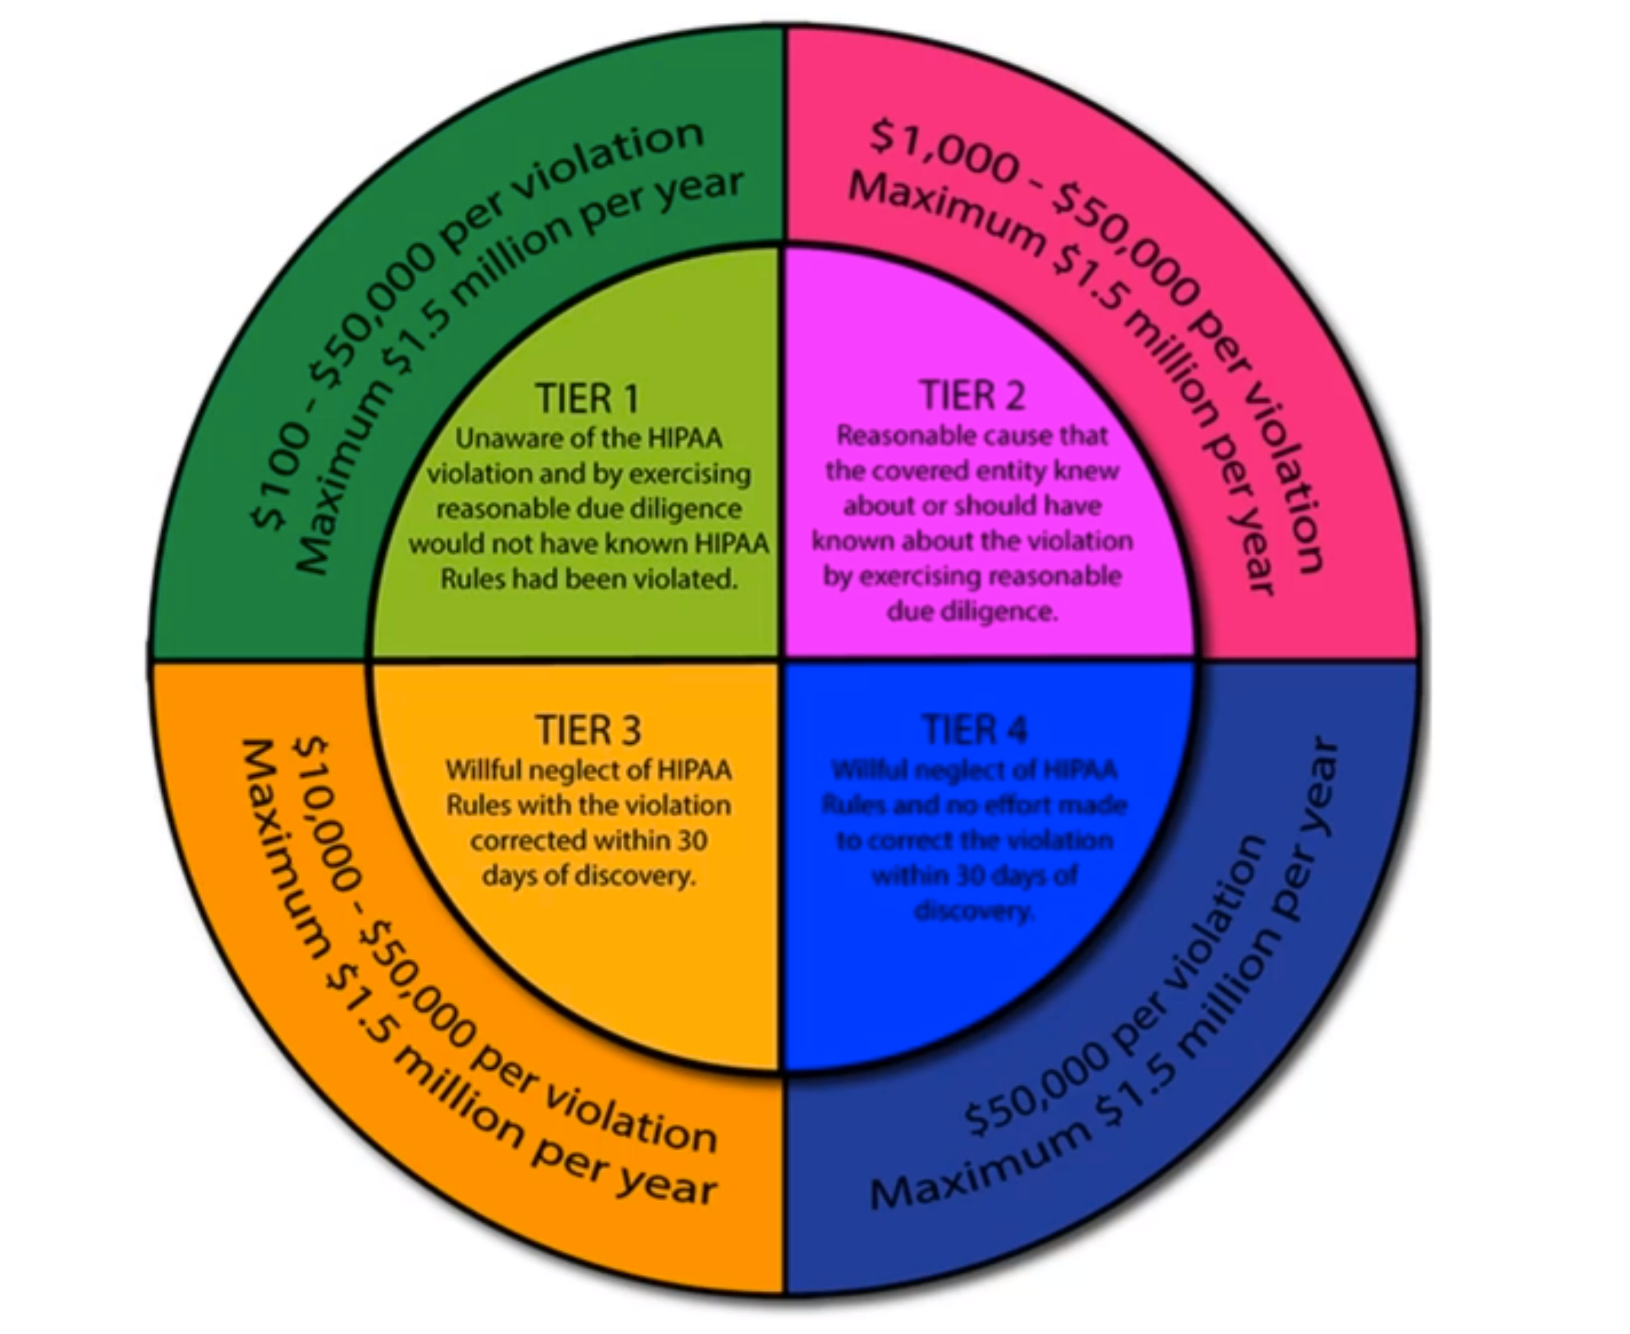 $100 - $50,000 per violation
Maximum $1.5 million per year
$1,000 - $50,000 per violation
Maximum $1.5 million per year
TIER 1
Unaware of the HIPAA
violation and by exercising
reasonable due diligence
would not have known HIPAA
Rules had been violated.
TIER 2
Reasonable cause that
the covered entity knew
about or should have
known about the violation
by exercising reasonable
due diligence.
TIER 3
Willful neglect of HIPAA
Rules with the violation
corrected within 30
days of discovery.
TIER 4
Willful neglect of HIPAA
Rules and no effort made
to correct the violation
within 30 days of
discovery.
$10,000 - $50,000 per violation
Maximum $1.5 million per year
$50,000 per violation
Maximum $1.5 million per year